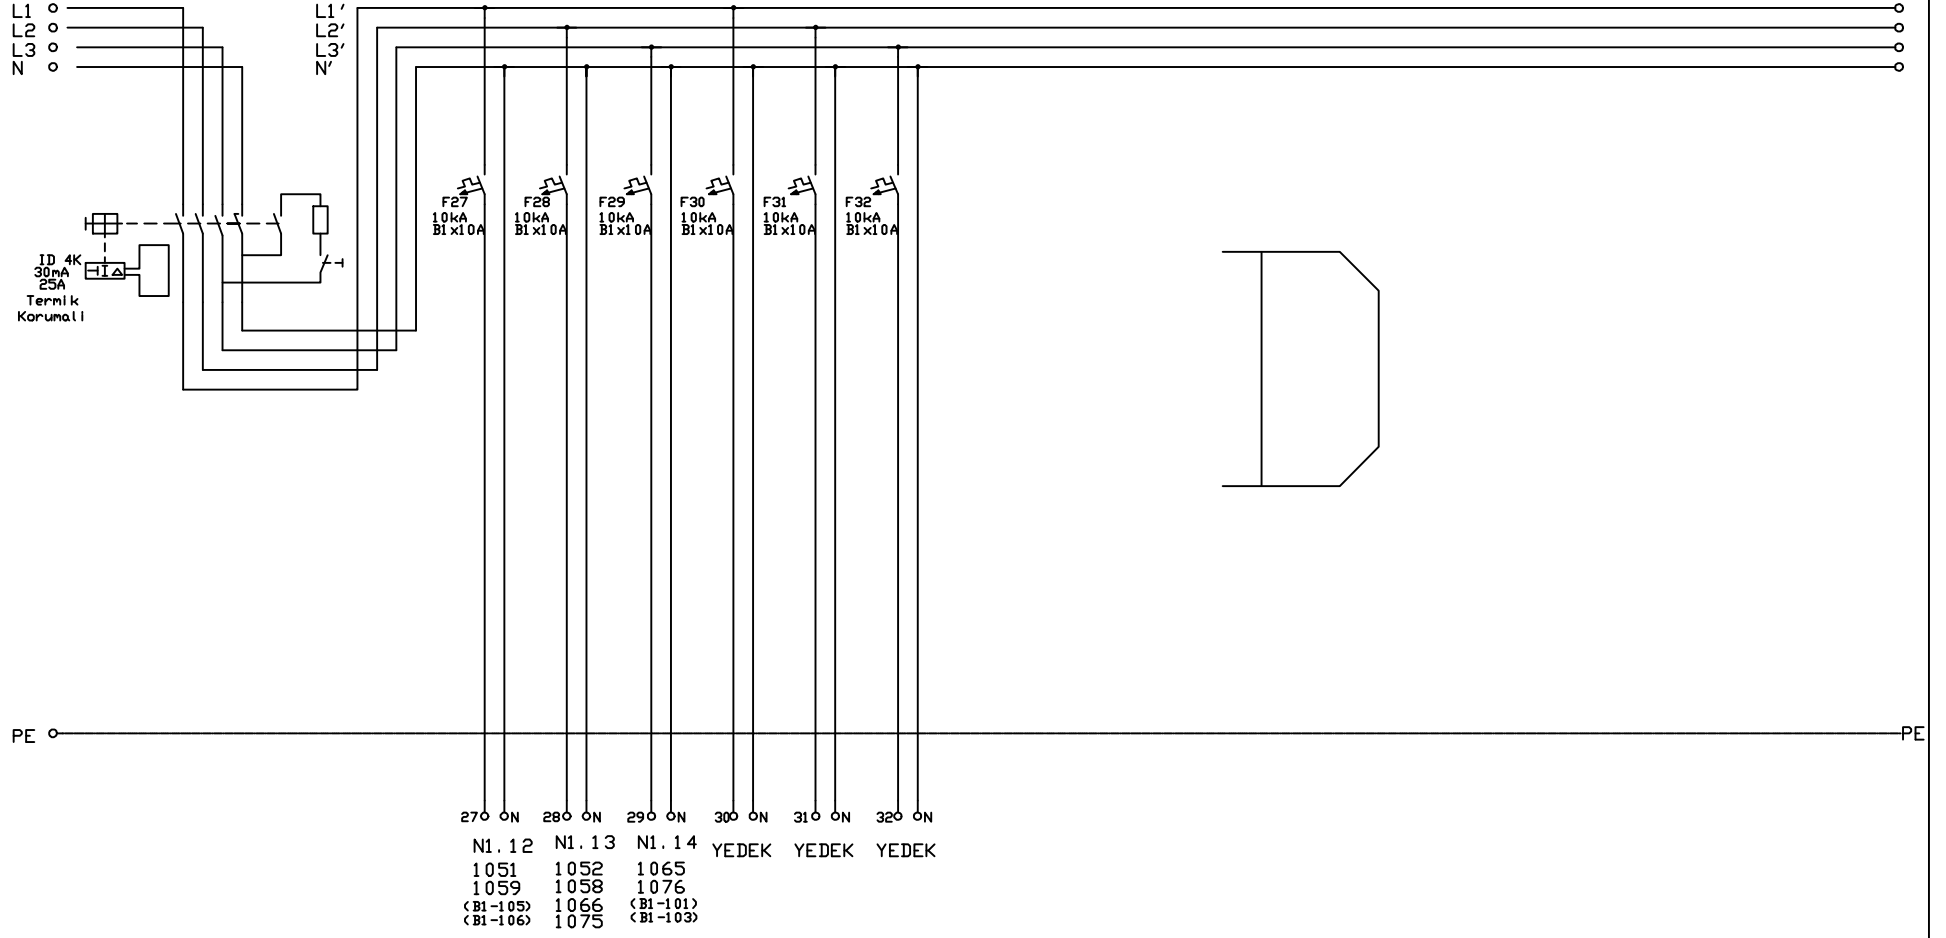 L1
L2
L3
N
L1'
L2'
L3'
N'
F27
10kA
B1x10A
F28
10kA
B1x10A
F29
10kA
B1x10A
F30
10kA
B1x10A
F31
10kA
B1x10A
F32
10kA
B1x10A
ID 4K
30mA
25A
Termik
Korumalı
PE
PE
27 N
28 N
29 N
30 N
31 N
32 N
N1.12
1051
1059
(B1-105)
(B1-106)
N1.13
1052
1058
1066
1075
N1.14
1065
1076
(B1-101)
(B1-103)
YEDEK
YEDEK
YEDEK